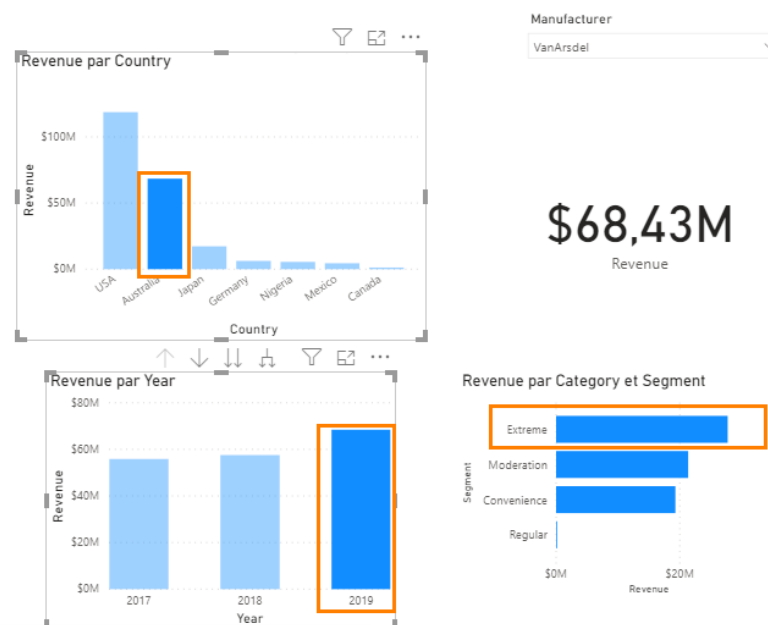 Manufacturer
VanArsdel
Revenue par Country
$100M
$50M
$0M
Revenue
USA
Australia
Japan
Germany
Nigeria
Mexico
Canada
Country
$68,43M
Revenue
Revenue par Year
$80M
$60M
$40M
$20M
$0M
Revenue
2017
2018
2019
Year
Revenue par Category et Segment
Segment
Extreme
Moderation
Convenience
Regular
$0M
$20M
Revenue